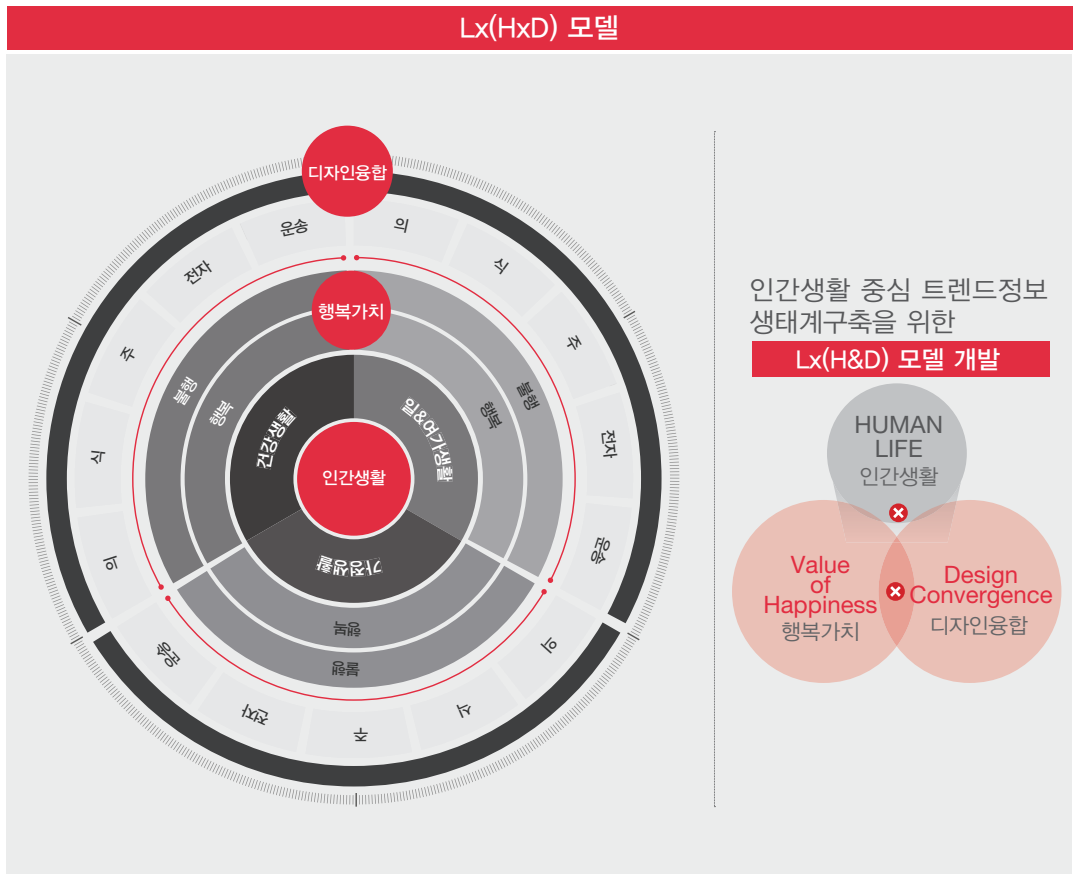 Lx(HxD) 모델
디자인융합
운송
의
전자
식
주
주
식
전자
의
운송
행복가치
불행
행복
행복
불행
건강생활
일&여가생활
인간생활
가정생활
행복
불행
운송
전자
주
식
의
인간생활 중심 트렌드정보
생태계구축을 위한
Lx(H&D) 모델 개발
HUMAN
LIFE
인간생활
Value
of
Happiness
행복가치
Design
Convergence
디자인융합